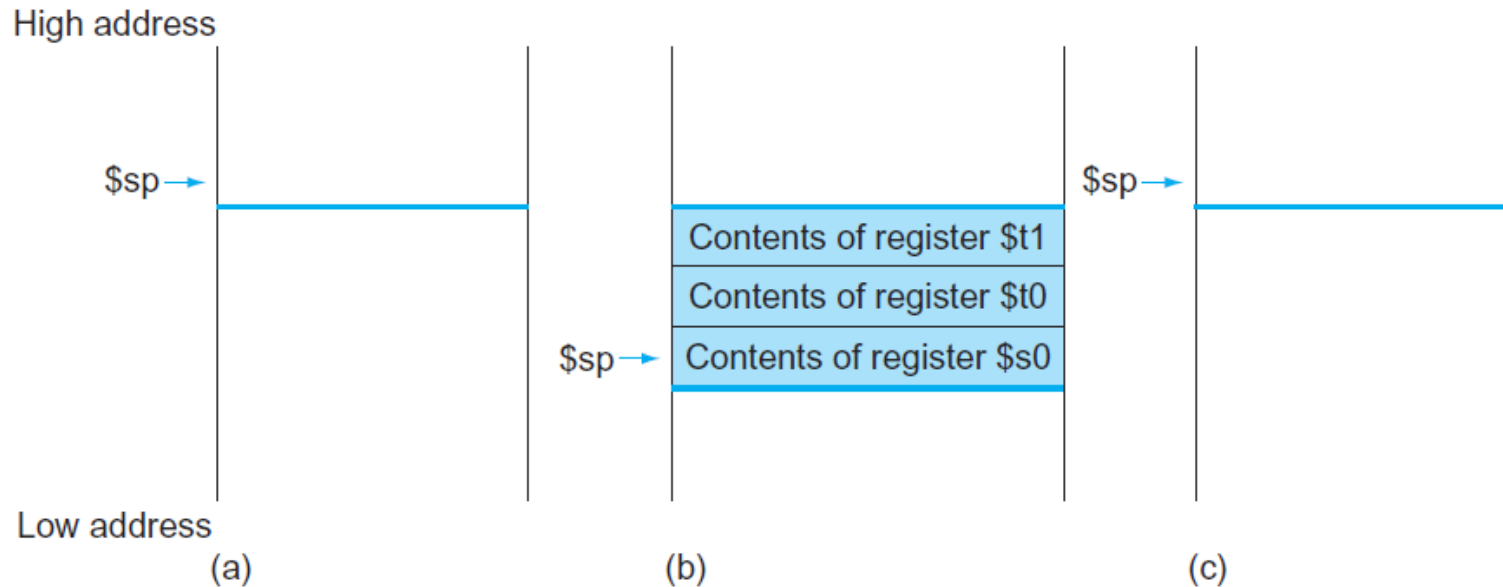 High address
$sp
$sp
Contents of register $t1
Contents of register $t0
$sp
Contents of register $s0
Low address
(a)
(b)
(c)